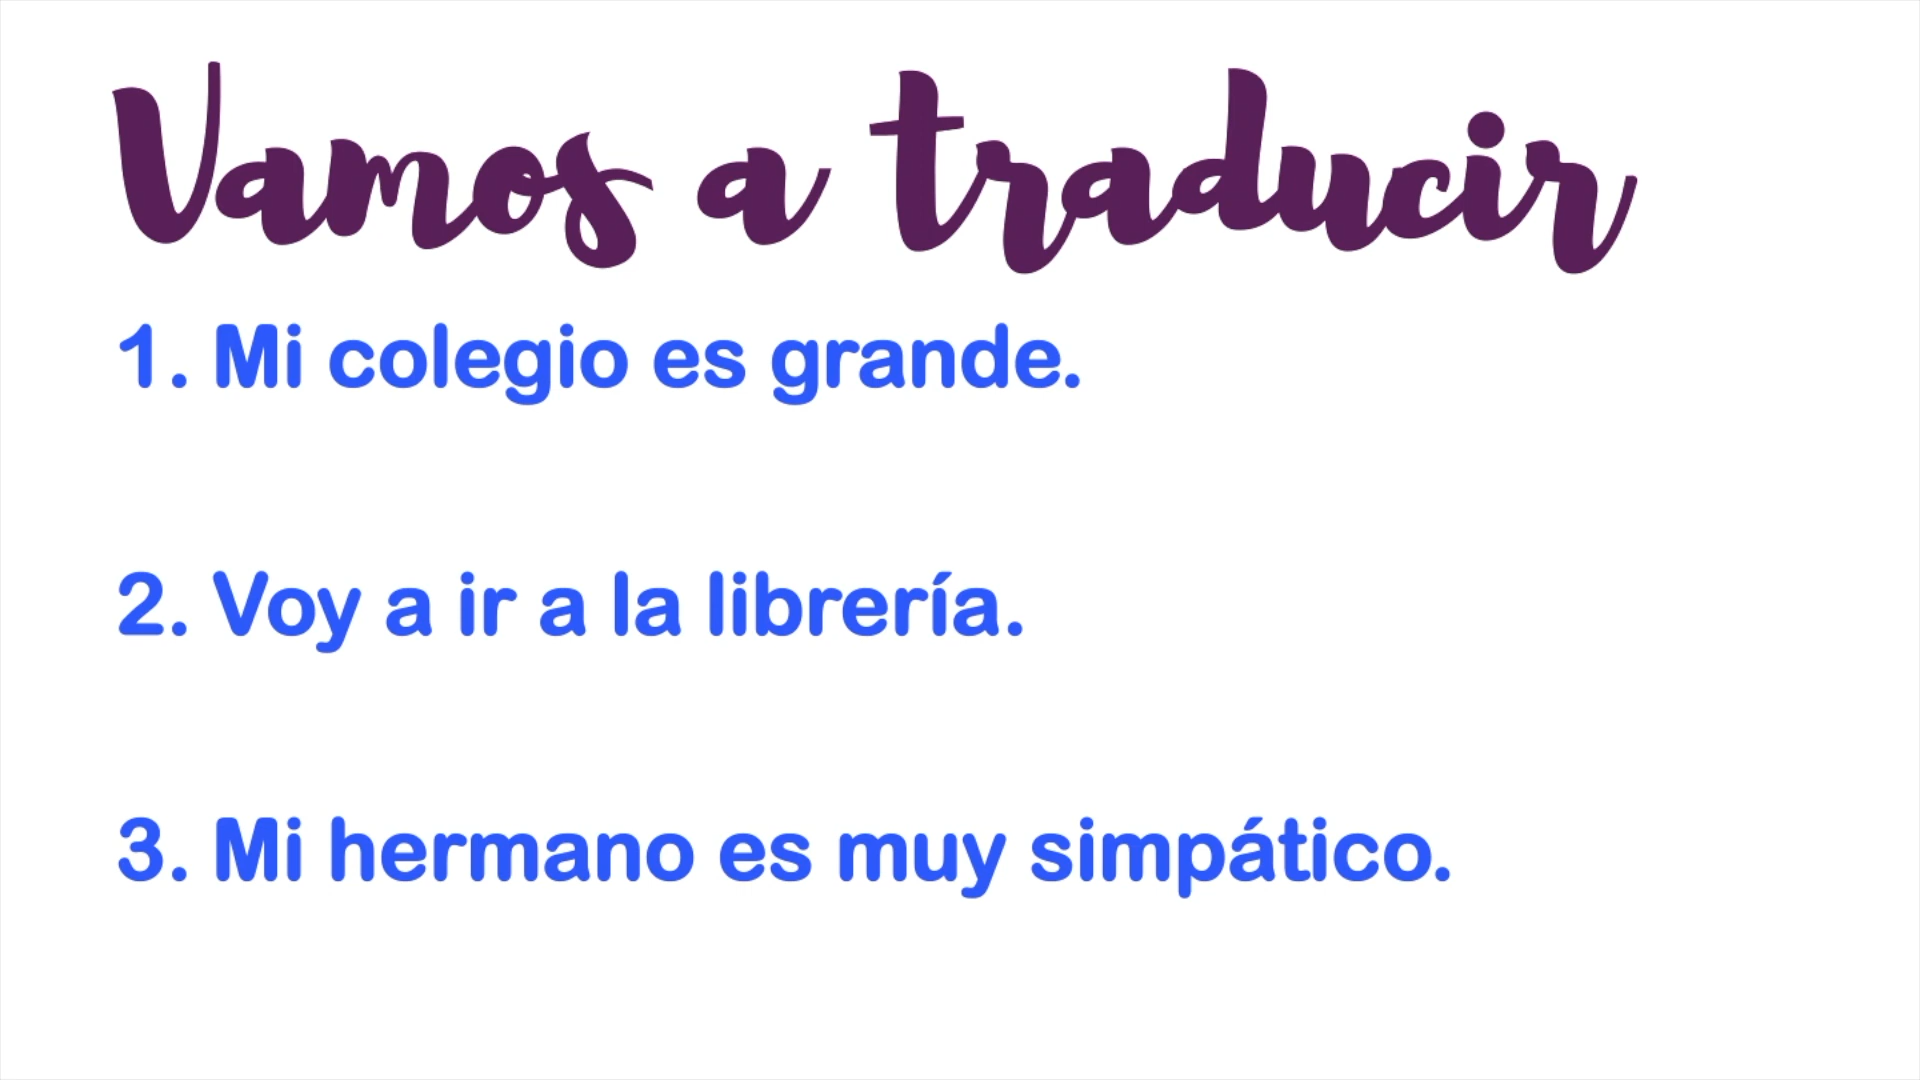 Vamos a traducir
1. Mi colegio es grande.
2. Voy a ir a la librería.
3. Mi hermano es muy simpático.